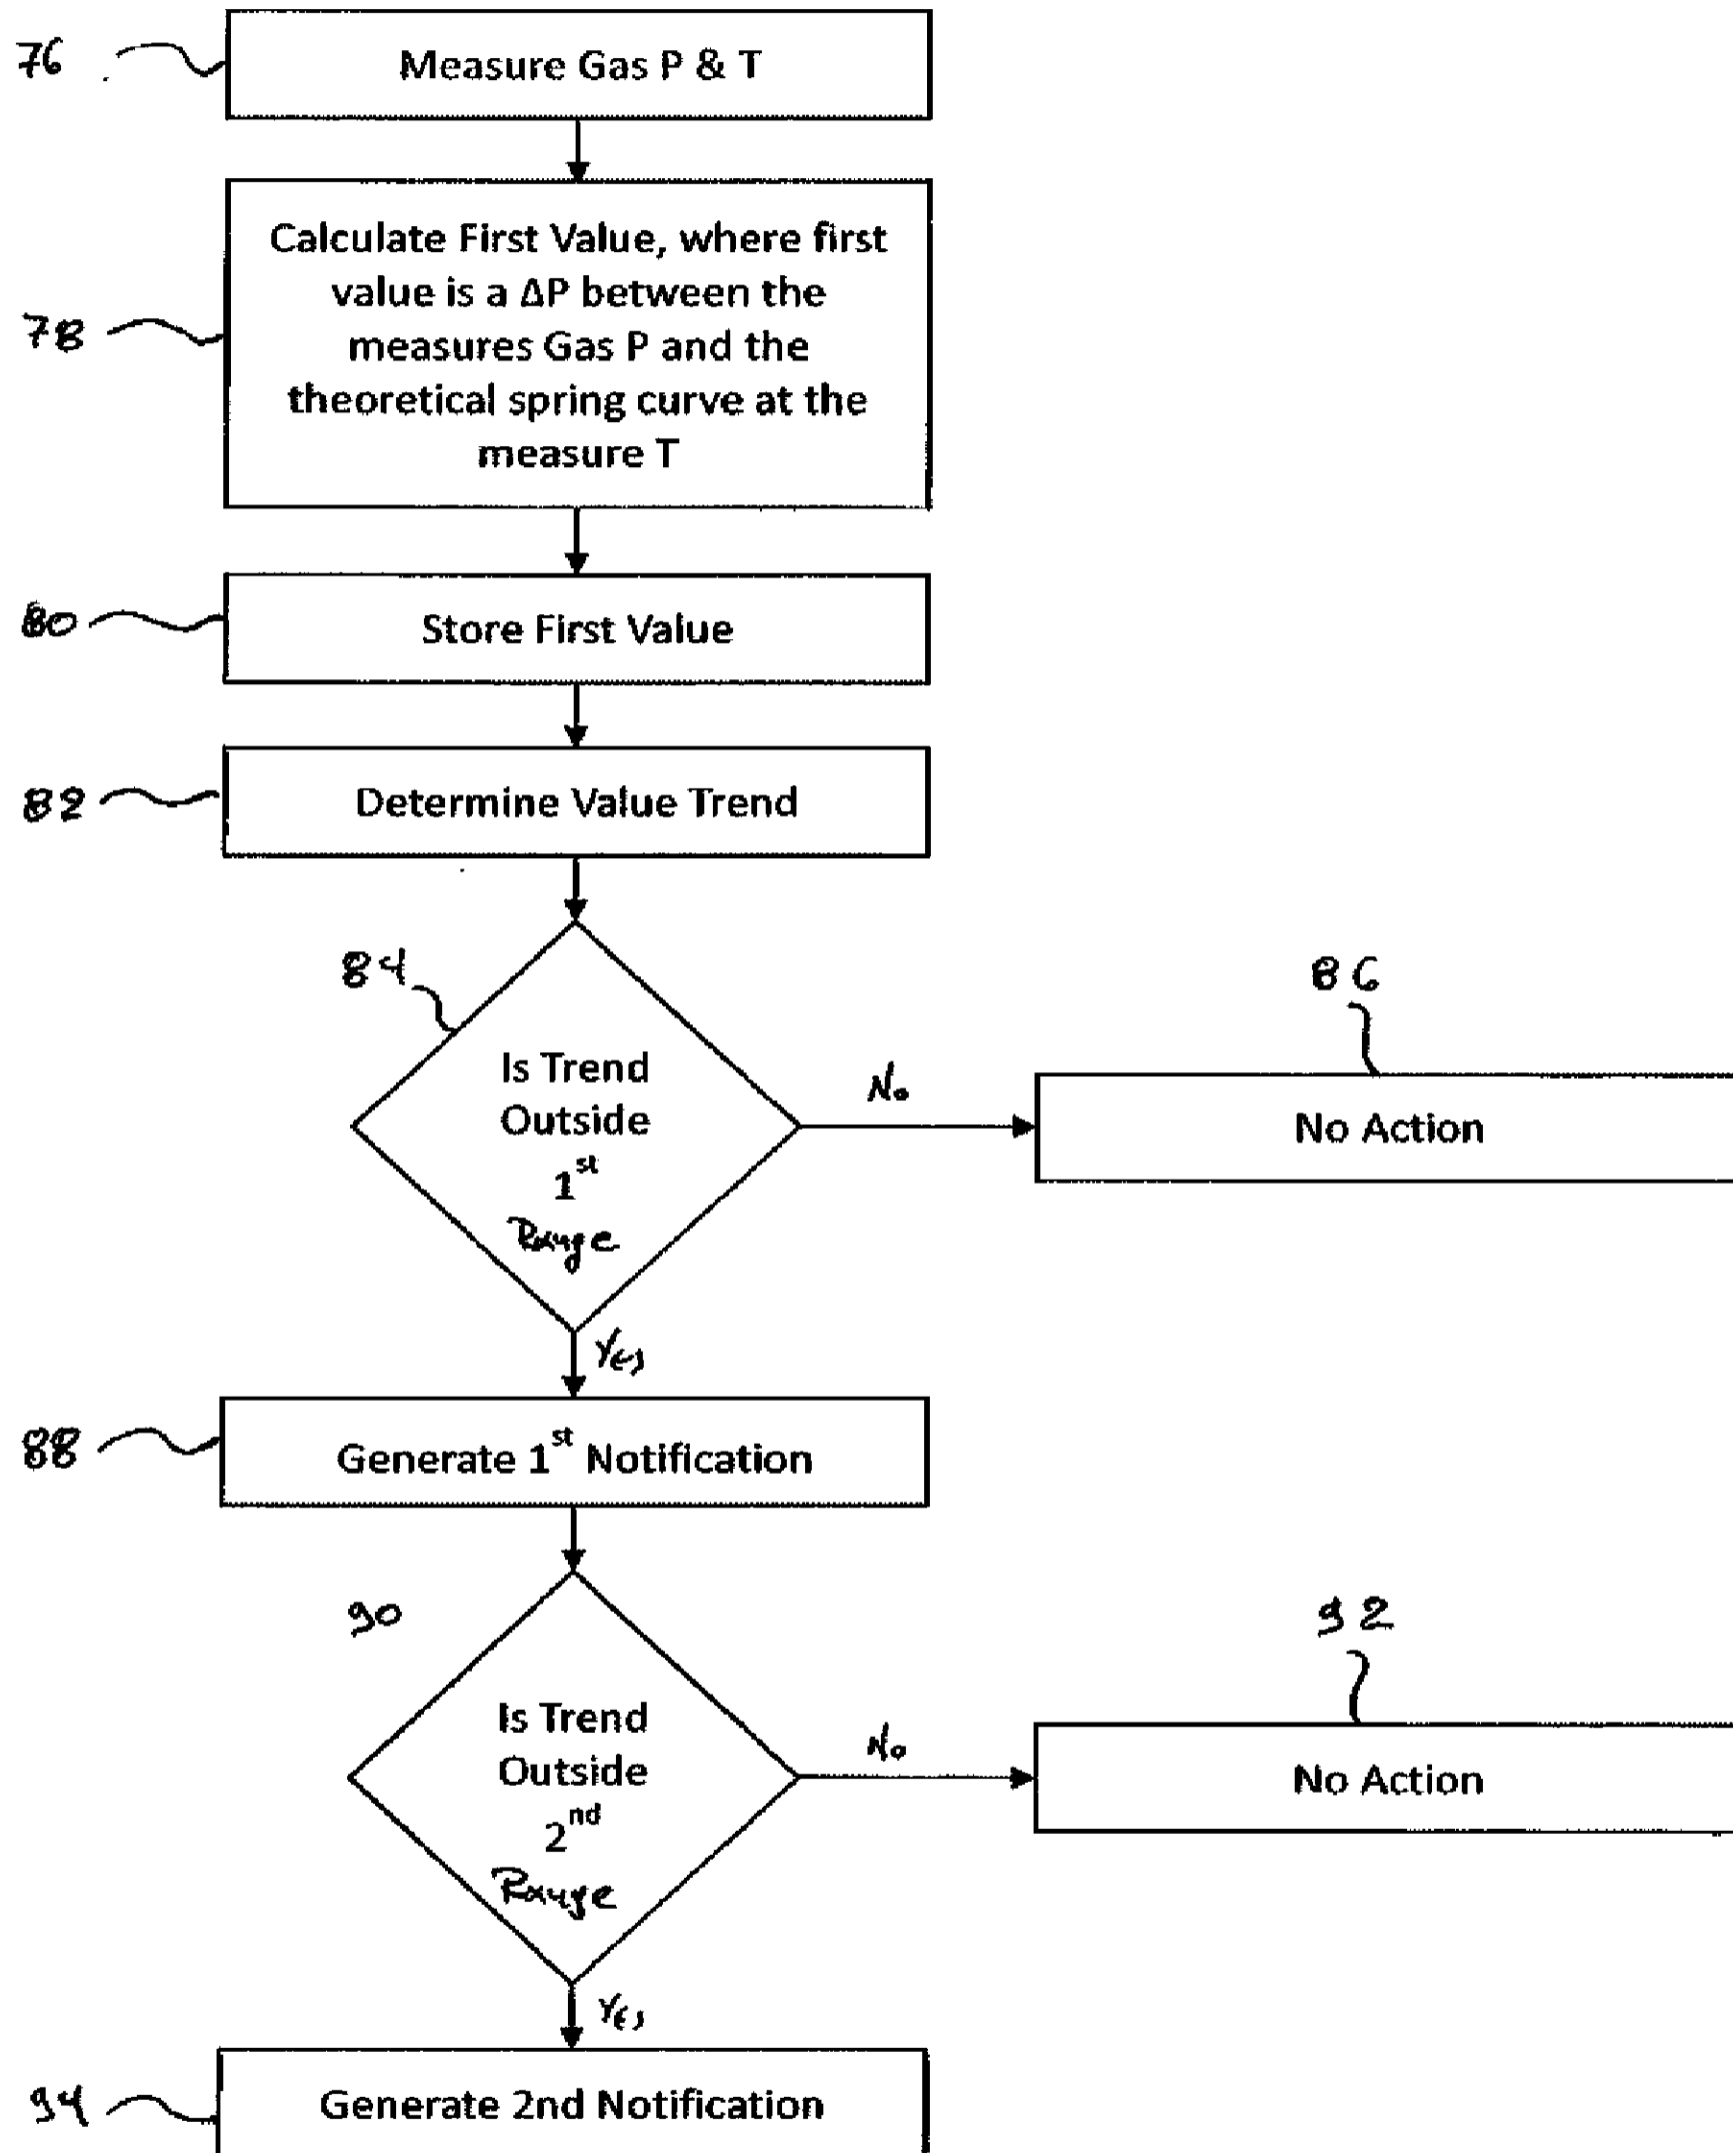 76
Measure Gas P & T
78
Calculate First Value, where first
value is a ΔP between the
measures Gas P and the
theoretical spring curve at the
measure T
80
Store First Value
82
Determine Value Trend
84
Is Trend
Outside
1st
Range
No
86
No Action
Yes
88
Generate 1st Notification
90
Is Trend
Outside
2nd
Range
No
92
No Action
Yes
94
Generate 2nd Notification